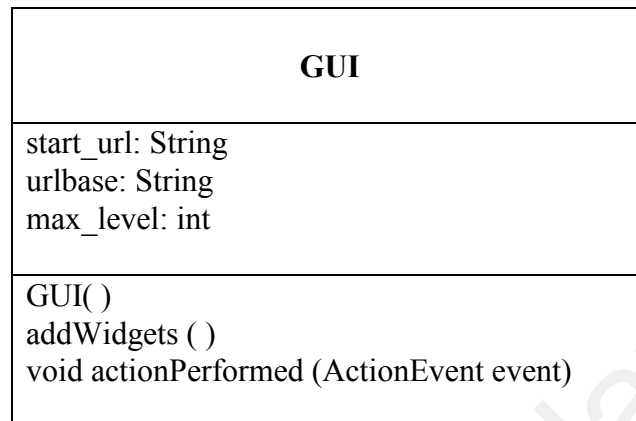 GUI
start_url: String
urlbase: String
max_level: int
GUI( )
addWidgets ( )
void actionPerformed (ActionEvent event)